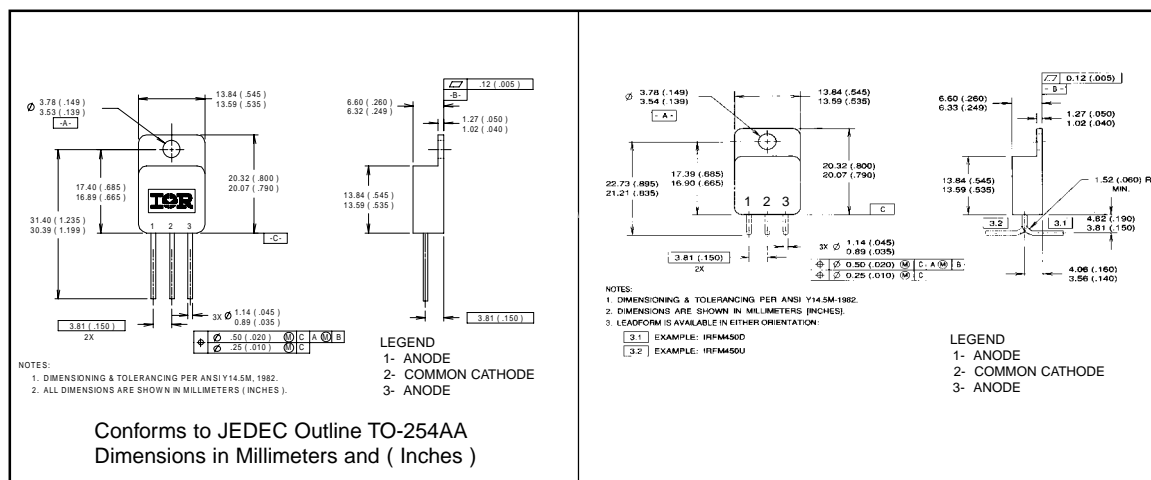 .12 ( .005 )
-B-
13.84 ( .545 )
13.59 ( .535 )
6.60 ( .260 )
6.32 ( .249 )
Ø 3.78 ( .149 )
3.53 ( .139 )
-A-
1.27 ( .050 )
1.02 ( .040 )
17.40 ( .685 )
16.89 ( .665 )
20.32 ( .800 )
20.07 ( .790 )
13.84 ( .545 )
13.59 ( .535 )
IOR
31.40 ( 1.235 )
30.39 ( 1.199 )
1 2 3
-C-
3X Ø 1.14 ( .045 )
0.89 ( .035 )
3.81 ( .150 )
2X
3.81 ( .150 )
Ø .50 ( .020 ) M C A M B
Ø .25 ( .010 ) M C
LEGEND
1- ANODE
2- COMMON CATHODE
3- ANODE
NOTES:
1. DIMENSIONING & TOLERANCING PER ANSI Y14.5M, 1982.
2. ALL DIMENSIONS ARE SHOWN IN MILLIMETERS ( INCHES ).
Conforms to JEDEC Outline TO-254AA
Dimensions in Millimeters and ( Inches )
0.12 (.005)
- B -
Ø 3.78 (.149)
3.54 (.139)
- A -
13.84 (.545)
13.59 (.535)
6.60 (.260)
6.33 (.249)
1.27 (.050)
1.02 (.040)
20.32 (.800)
20.07 (.790)
17.39 (.685)
16.90 (.665)
22.73 (.895)
21.21 (.835)
13.84 (.545)
13.59 (.535)
1.52 (.060) R
MIN.
1 2 3
C
3.2
3.1
4.82 (.190)
3.81 (.150)
3X Ø 1.14 (.045)
0.89 (.035)
3.81 (.150)
2X
Ø 0.50 (.020) M C A M B
Ø 0.25 (.010) M C
4.06 (.160)
3.56 (.140)
NOTES:
1. DIMENSIONING & TOLERANCING PER ANSI Y14.5M-1982.
2. DIMENSIONS ARE SHOWN IN MILLIMETERS [INCHES].
3. LEADFORM IS AVAILABLE IN EITHER ORIENTATION:
3.1 EXAMPLE: IRFM450D
3.2 EXAMPLE: IRFM450U
LEGEND
1- ANODE
2- COMMON CATHODE
3- ANODE